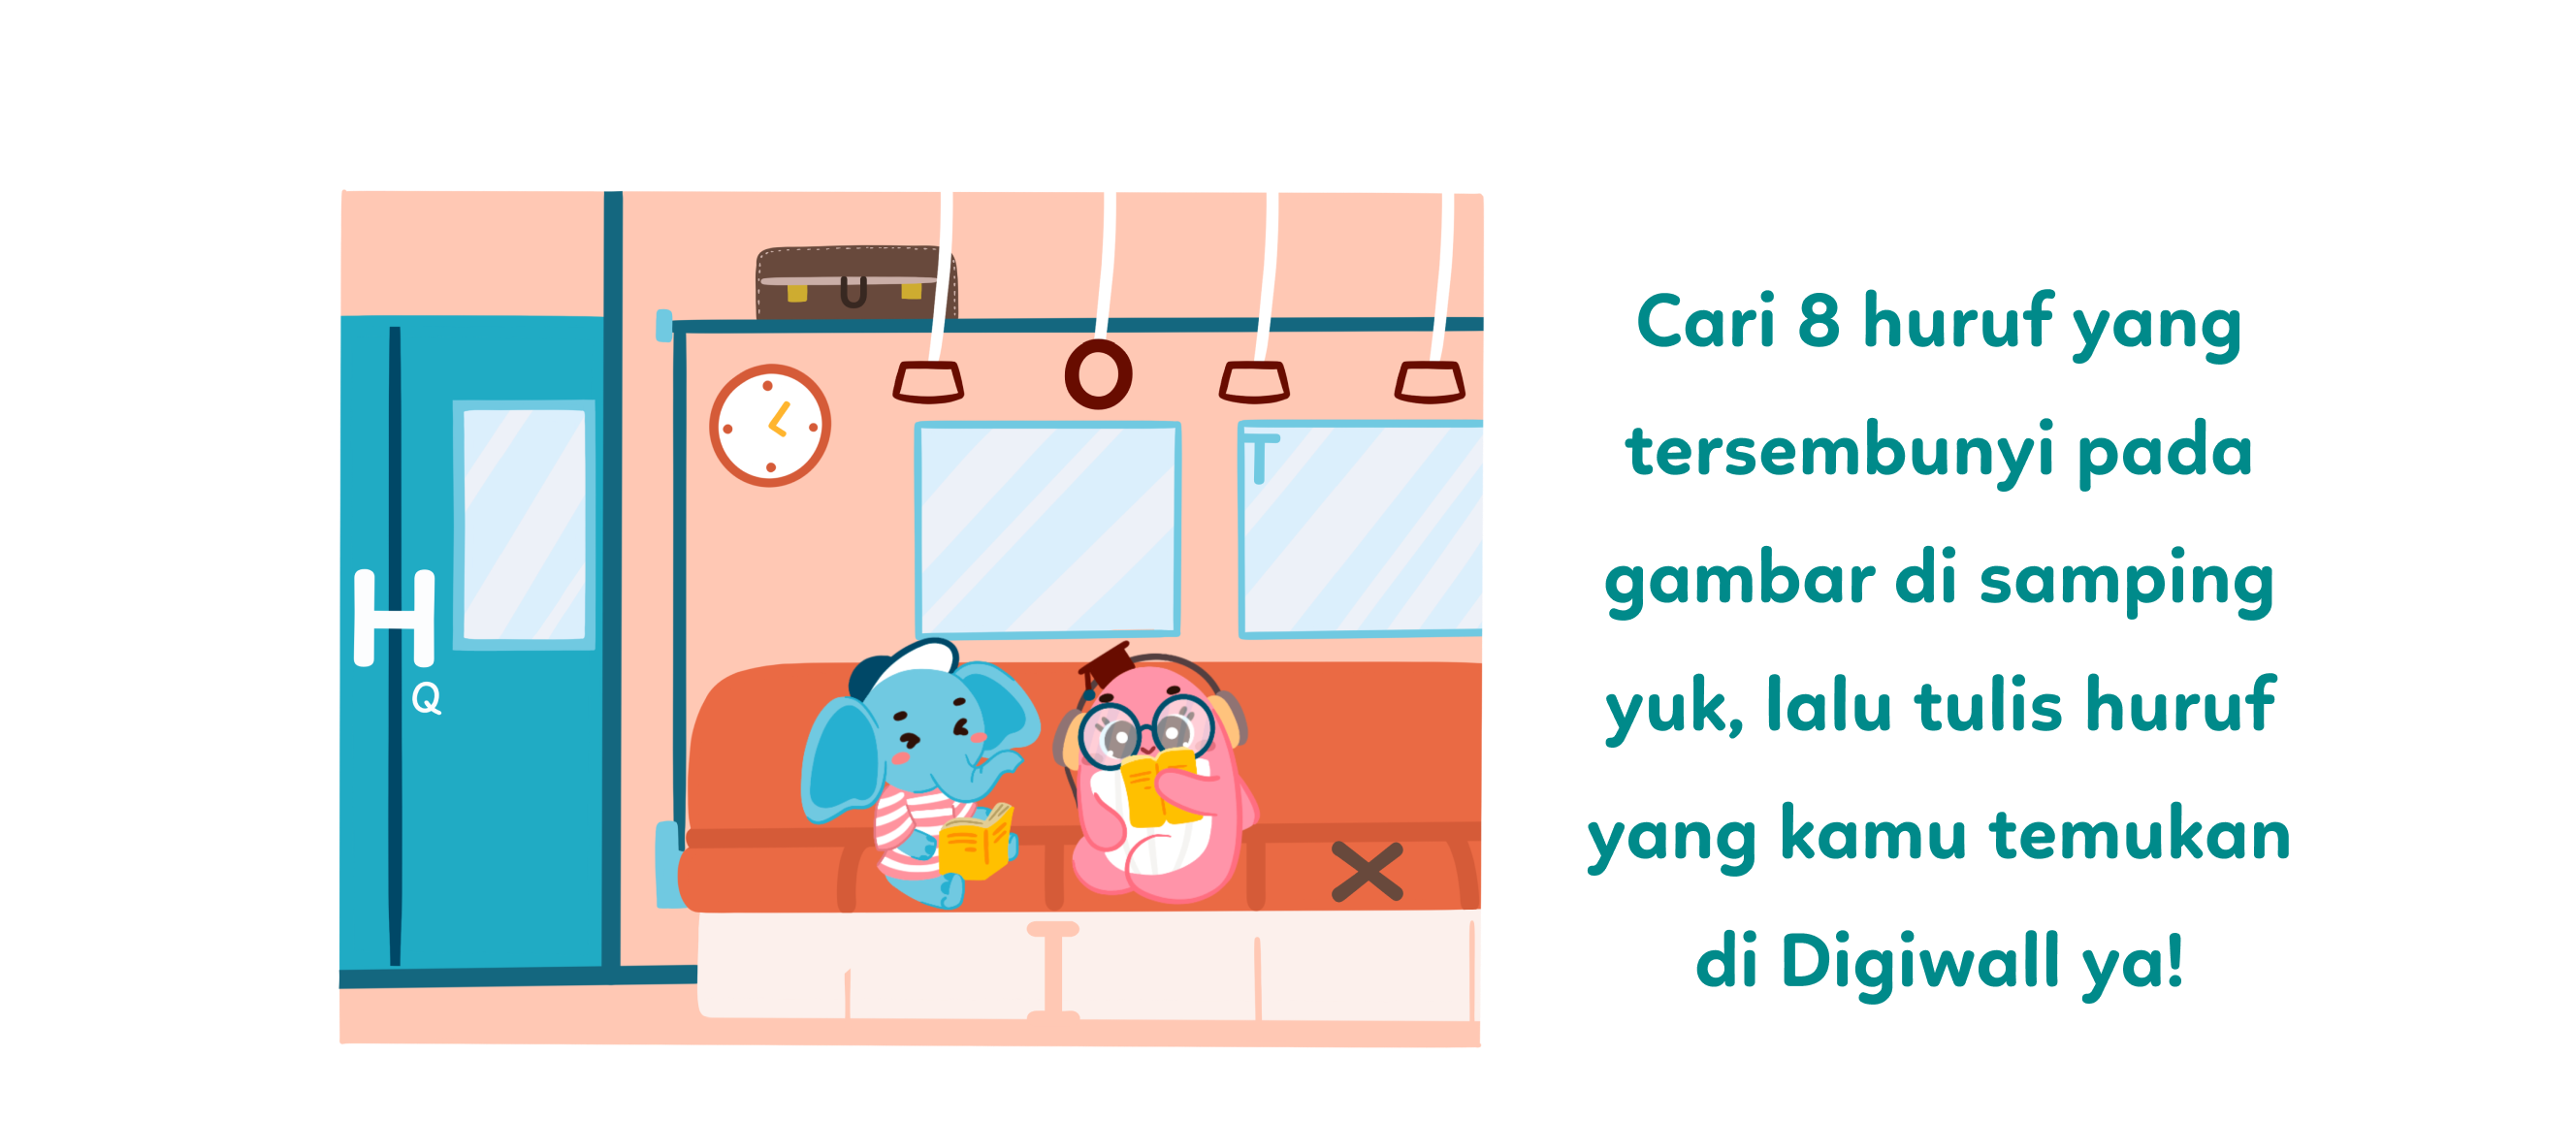 Cari 8 huruf yang
tersembunyi pada
gambar di samping
yuk, lalu tulis huruf
yang kamu temukan
di Digiwall ya!
U
O
L
T
H
Q
X
I